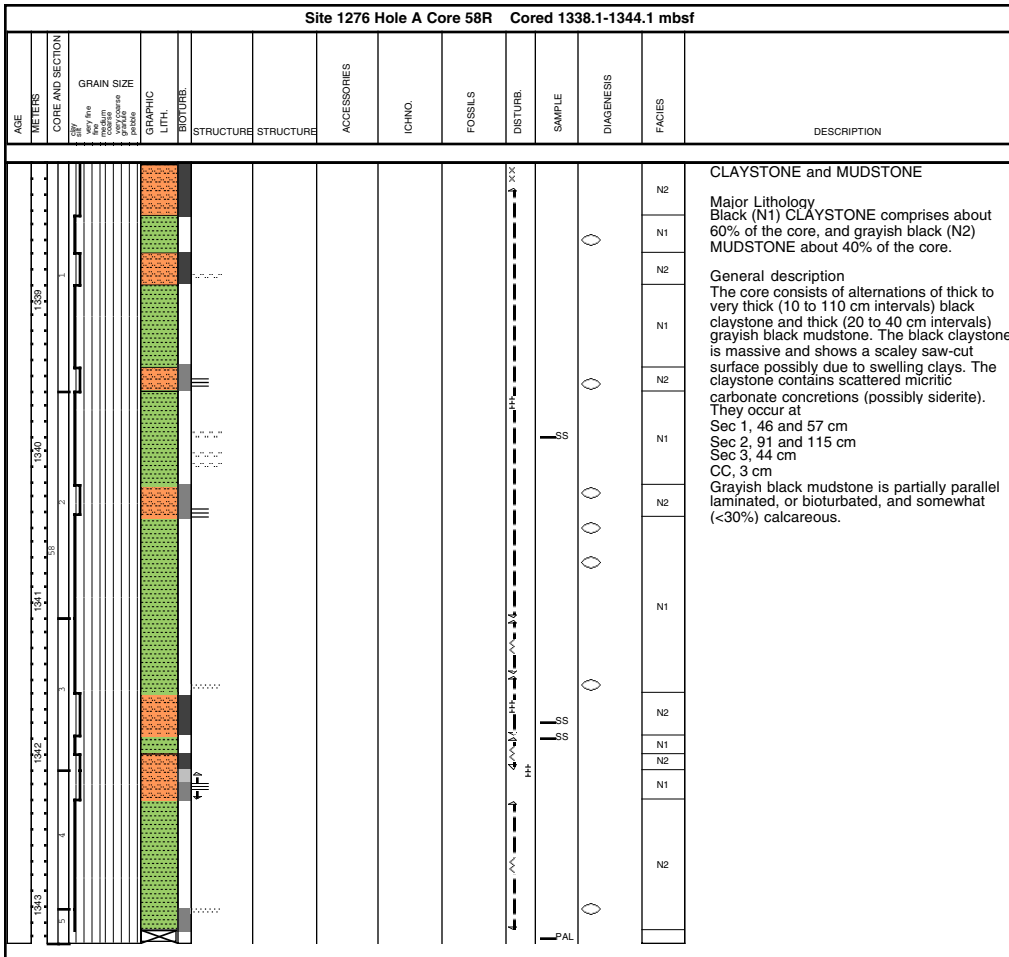 Site 1276 Hole A Core 58R Cored 1338.1-1344.1 mbsf
AGE
METERS
CORE AND SECTION
GRAIN SIZE
clay
silt
very fine
fine
medium
coarse
very coarse
granule
pebble
GRAPHIC
LITH.
BIOTURB.
STRUCTURE
STRUCTURE
ACCESSORIES
ICHNO.
FOSSILS
DISTURB.
SAMPLE
DIAGENESIS
FACIES
DESCRIPTION
1339
1340
1341
1342
1343
58
1
2
3
4
5
SS
SS
SS
PAL
N2
N1
N2
N1
N2
N1
N2
N1
N2
N1
N2
N1
N2
CLAYSTONE and MUDSTONE
Major Lithology
Black (N1) CLAYSTONE comprises about
60% of the core, and grayish black (N2)
MUDSTONE about 40% of the core.
General description
The core consists of alternations of thick to
very thick (10 to 110 cm intervals) black
claystone and thick (20 to 40 cm intervals)
grayish black mudstone. The black claystone
is massive and shows a scaley saw-cut
surface possibly due to swelling clays. The
claystone contains scattered micritic
carbonate concretions (possibly siderite).
They occur at
Sec 1, 46 and 57 cm
Sec 2, 91 and 115 cm
Sec 3, 44 cm
CC, 3 cm
Grayish black mudstone is partially parallel
laminated, or bioturbated, and somewhat
(<30%) calcareous.